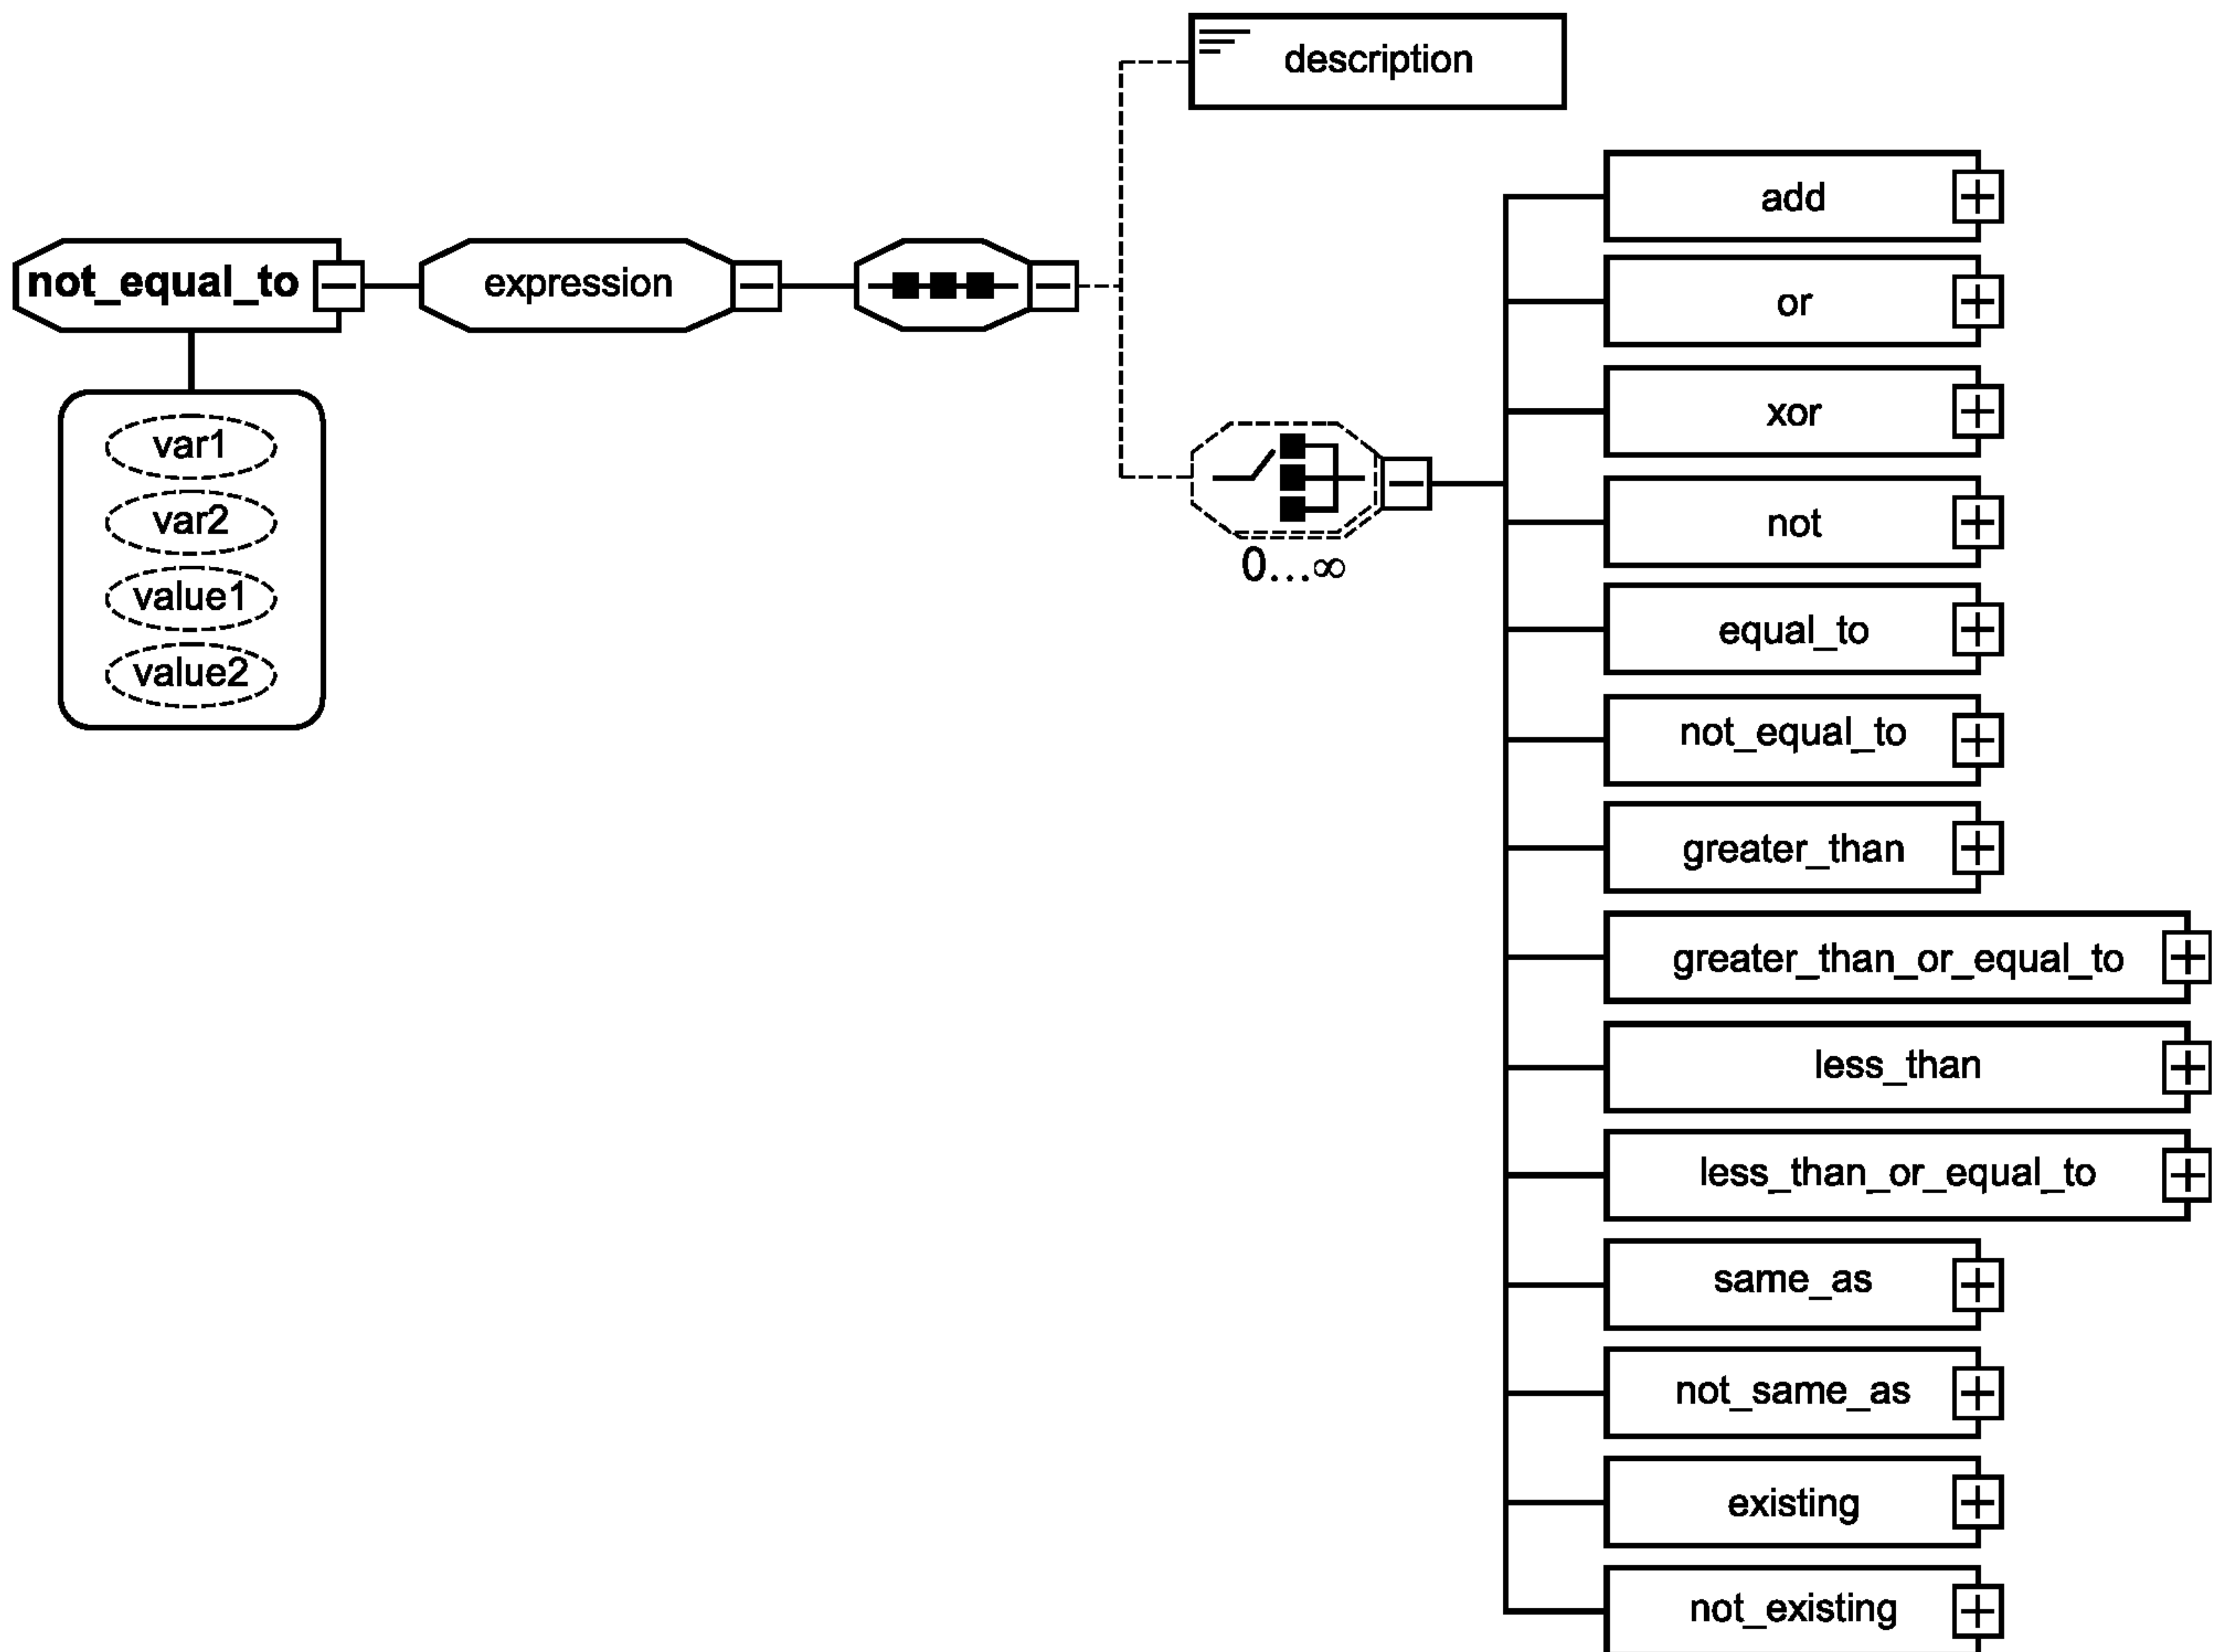 description
not_equal_to
expression
var1
var2
value1
value2
0...∞
add
or
xor
not
equal_to
not_equal_to
greater_than
greater_than_or_equal_to
less_than
less_than_or_equal_to
same_as
not_same_as
existing
not_existing